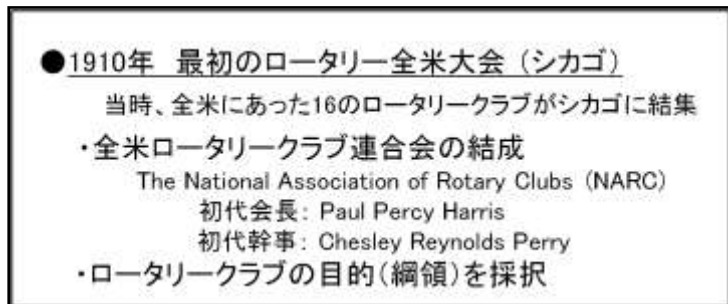 ●1910年　最初のロータリー全米大会（シカゴ）
当時、全米にあった16のロータリークラブがシカゴに結集
・全米ロータリークラブ連合会の結成
The National Association of Rotary Clubs (NARC)
初代会長： Paul Percy Harris
初代幹事： Chesley Reynolds Perry
・ロータリークラブの目的（綱領）を採択